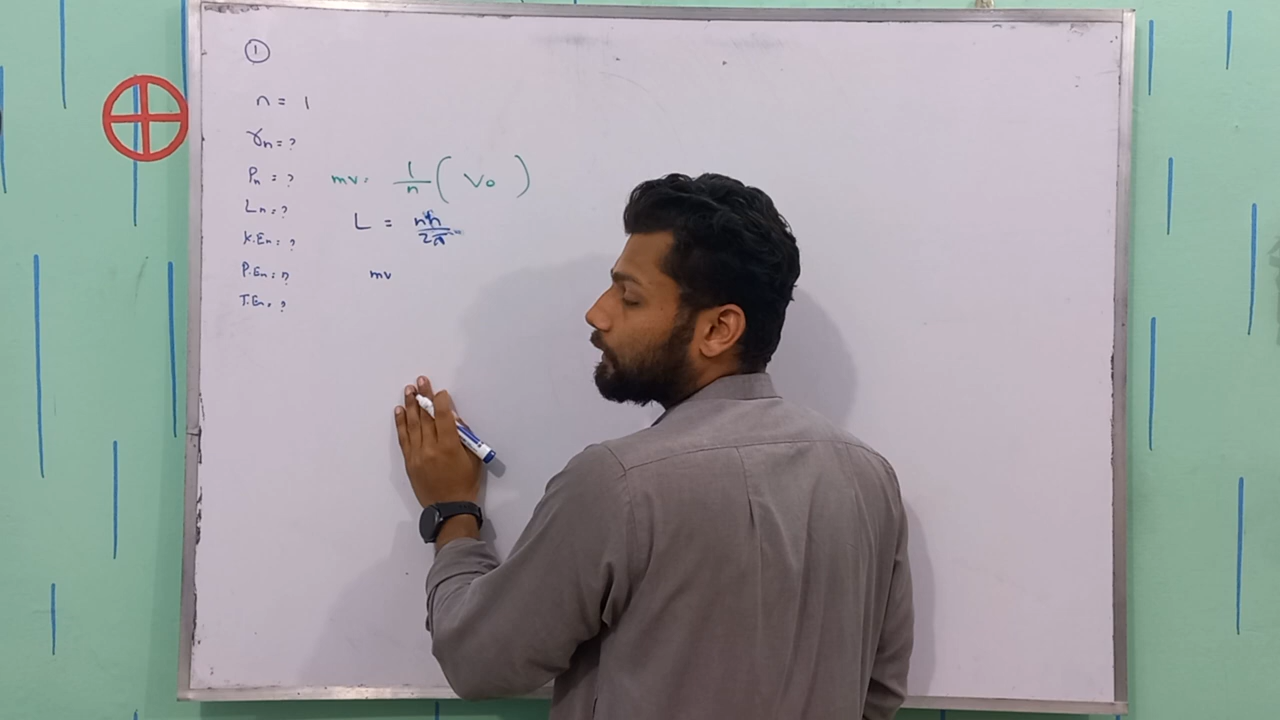 ①
n = 1
rn = ?
Pn = ?
mv = 1/n ( Vo )
Ln = ?
L = nh/2π
K.En = ?
P.En = ?
mv
T.En = ?